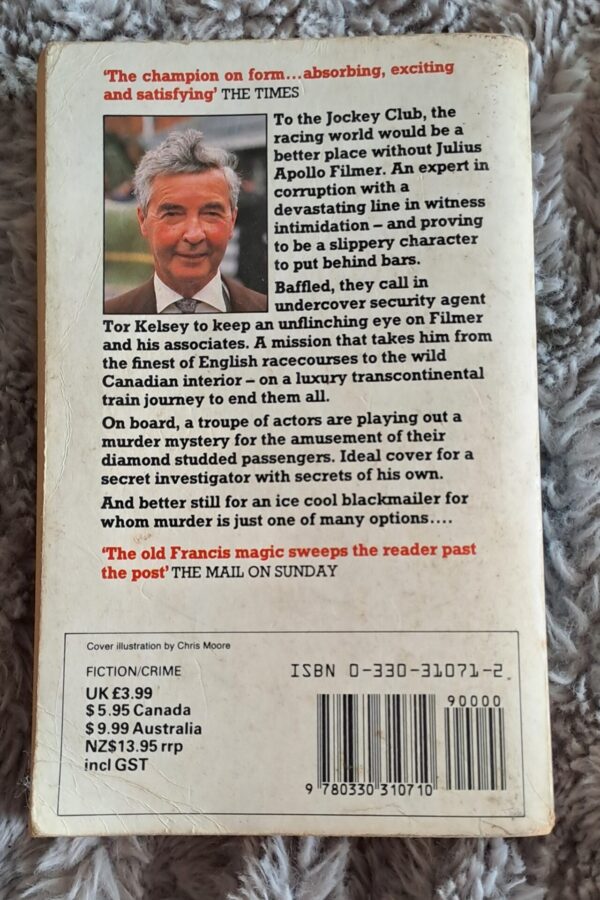 ‘The champion on form...absorbing, exciting
and satisfying’ THE TIMES
To the Jockey Club, the
racing world would be a
better place without Julius
Apollo Filmer. An expert in
corruption with a
devastating line in witness
intimidation – and proving
to be a slippery character
to put behind bars.
Baffled, they call in
undercover security agent
Tor Kelsey to keep an unflinching eye on Filmer
and his associates. A mission that takes him from
the finest of English racecourses to the wild
Canadian interior – on a luxury transcontinental
train journey to end them all.
On board, a troupe of actors are playing out a
murder mystery for the amusement of their
diamond studded passengers. Ideal cover for a
secret investigator with secrets of his own.
And better still for an ice cool blackmailer for
whom murder is just one of many options....
‘The old Francis magic sweeps the reader past
the post’ THE MAIL ON SUNDAY
Cover illustration by Chris Moore
FICTION/CRIME
UK £3.99
$5.95 Canada
$9.99 Australia
NZ$13.95 rrp
incl GST
ISBN 0-330-31071-2
90000
9 780330 310710